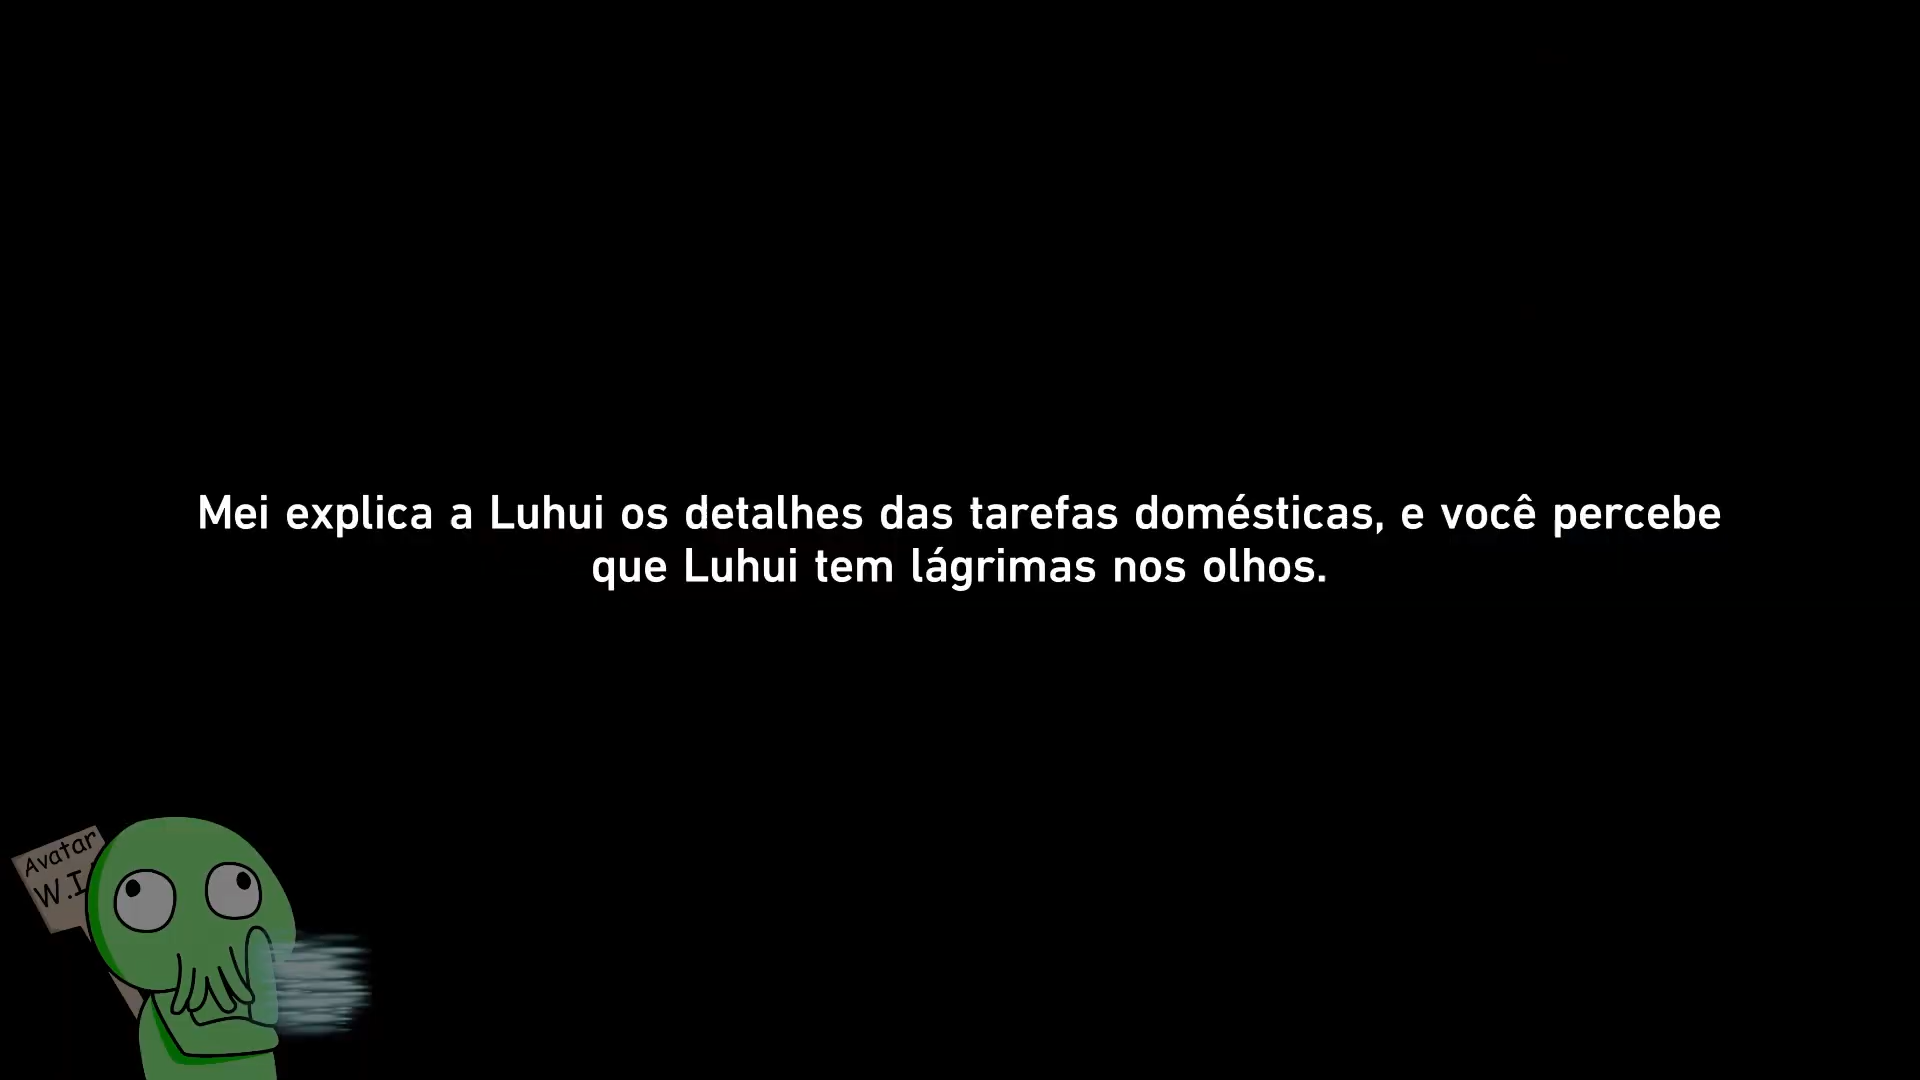 Mei explica a Luhui os detalhes das tarefas domésticas, e você percebe
que Luhui tem lágrimas nos olhos.
Avatar
W.I